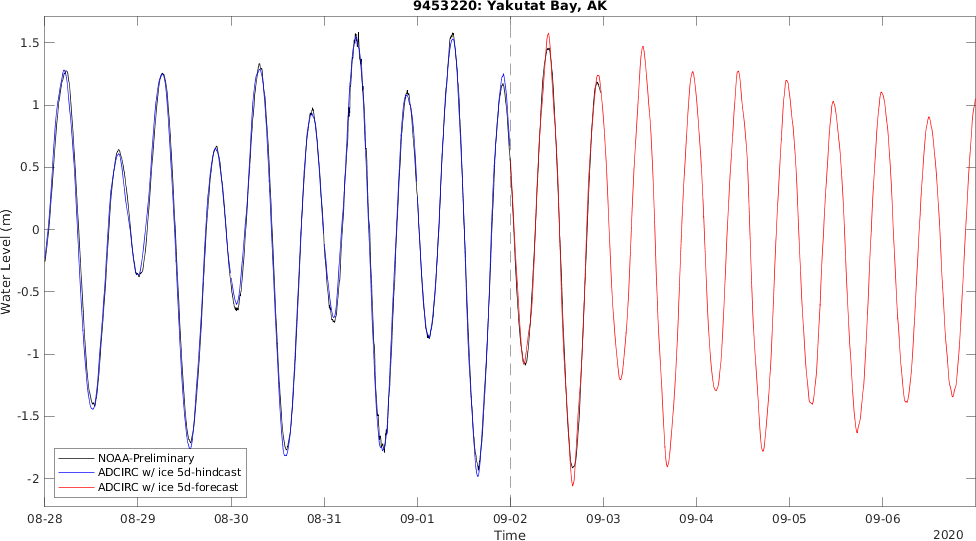 9453220: Yakutat Bay, AK
1.5
1
0.5
0
-0.5
-1
-1.5
-2
Water Level (m)
NOAA-Preliminary
ADCIRC w/ ice 5d-hindcast
ADCIRC w/ ice 5d-forecast
08-28 08-29 08-30 08-31 09-01 09-02 09-03 09-04 09-05 09-06
Time
2020